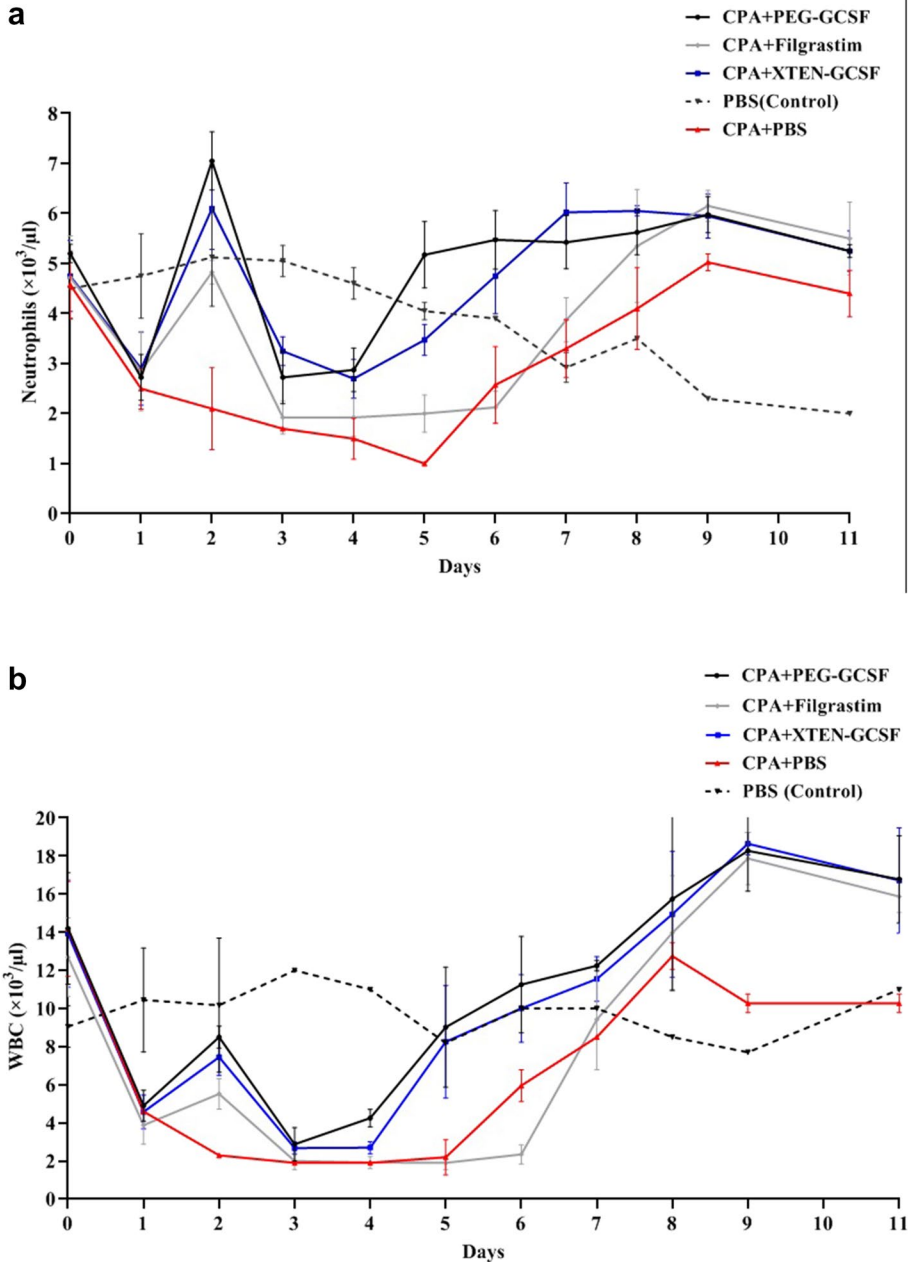 a
CPA+PEG-GCSF
CPA+Filgrastim
CPA+XTEN-GCSF
PBS(Control)
CPA+PBS
Neutrophils (×10³/µl)
8
7
6
5
4
3
2
1
0
0 1 2 3 4 5 6 7 8 9 10 11
Days
b
CPA+PEG-GCSF
CPA+Filgrastim
CPA+XTEN-GCSF
CPA+PBS
PBS (Control)
WBC (×10³/µl)
20
18
16
14
12
10
8
6
4
2
0
0 1 2 3 4 5 6 7 8 9 10 11
Days